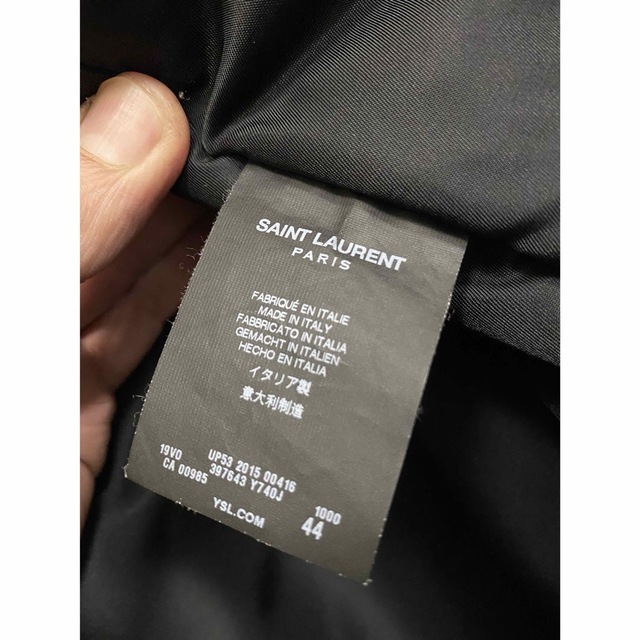 SAINT LAURENT
PARIS
FABRIQUÉ EN ITALIE
MADE IN ITALY
FABBRICATO IN ITALIA
GEMACHT IN ITALIEN
HECHO EN ITALIA
イタリア製
意大利制造
19VO UP53 2015 00416
CA 00985 397643 Y740J 1000
YSL.COM 44